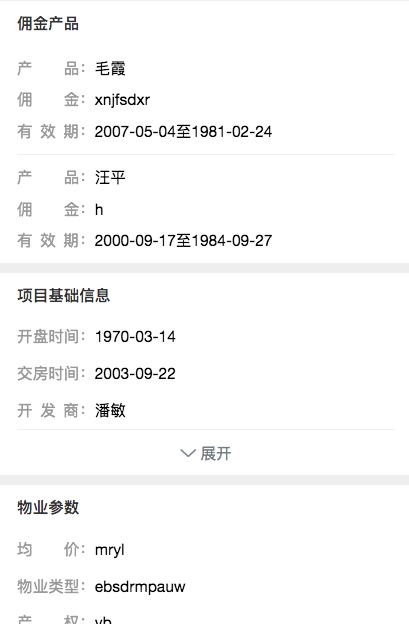 佣金产品
产品：毛霞
佣金：xnjfsdxr
有效期：2007-05-04至1981-02-24
产品：汪平
佣金：h
有效期：2000-09-17至1984-09-27
项目基础信息
开盘时间：1970-03-14
交房时间：2003-09-22
开发商：潘敏
展开
物业参数
均价：mryl
物业类型：ebsdrmpauw
产权：